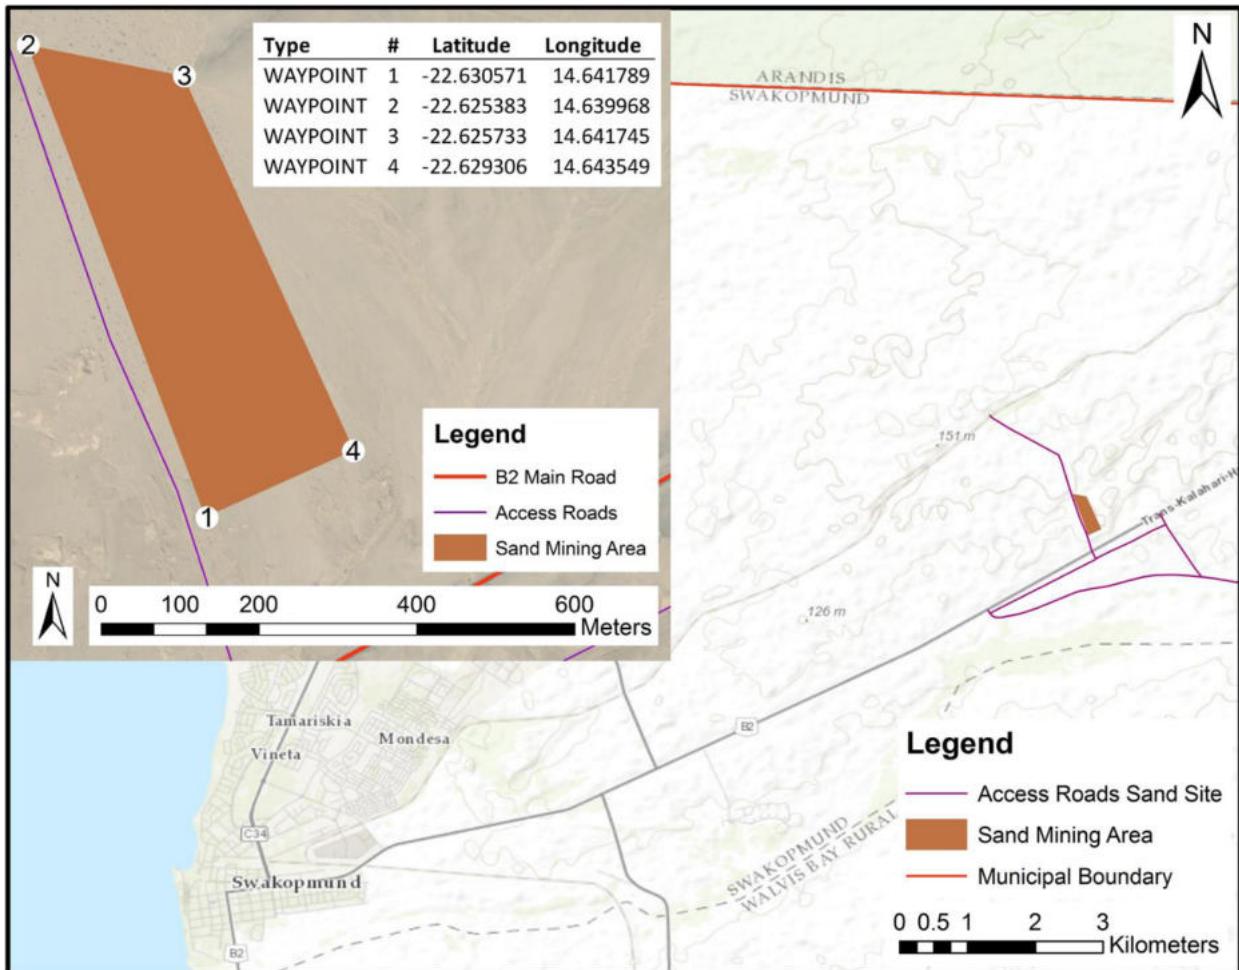 2
3
Type # Latitude Longitude
WAYPOINT 1 -22.630571 14.641789
WAYPOINT 2 -22.625383 14.639968
WAYPOINT 3 -22.625733 14.641745
WAYPOINT 4 -22.629306 14.643549
N
ARANDIS
SWAKOPMUND
4
1
Legend
B2 Main Road
Access Roads
Sand Mining Area
N
0 100 200 400 600
Meters
151 m
Trans-Kalahari-H
126 m
Tamariskia
Mondesa
Vineta
B2
C34
Swakopmund
B2
SWAKOPMUND
WALVIS BAY RURAL
Legend
Access Roads Sand Site
Sand Mining Area
Municipal Boundary
0 0.5 1 2 3
Kilometers